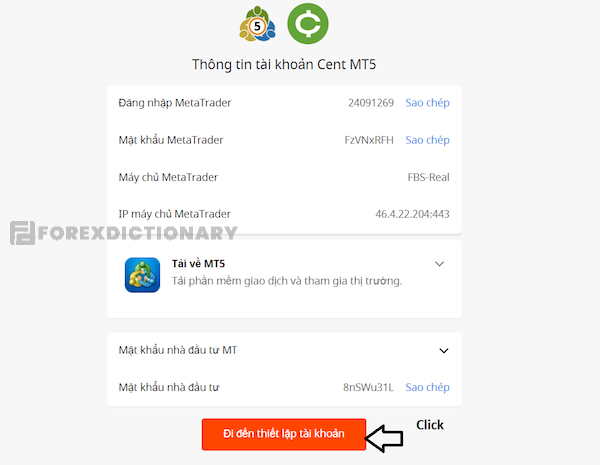 5
Thông tin tài khoản Cent MT5
Đăng nhập MetaTrader 24091269 Sao chép
Mật khẩu MetaTrader FzVNxRFH Sao chép
Máy chủ MetaTrader FBS-Real
IP máy chủ MetaTrader 46.4.22.204:443
FOREXDICTIONARY
Tải về MT5
Tải phần mềm giao dịch và tham gia thị trường.
Mật khẩu nhà đầu tư MT
Mật khẩu nhà đầu tư 8nSWu31L Sao chép
Đi đến thiết lập tài khoản
Click